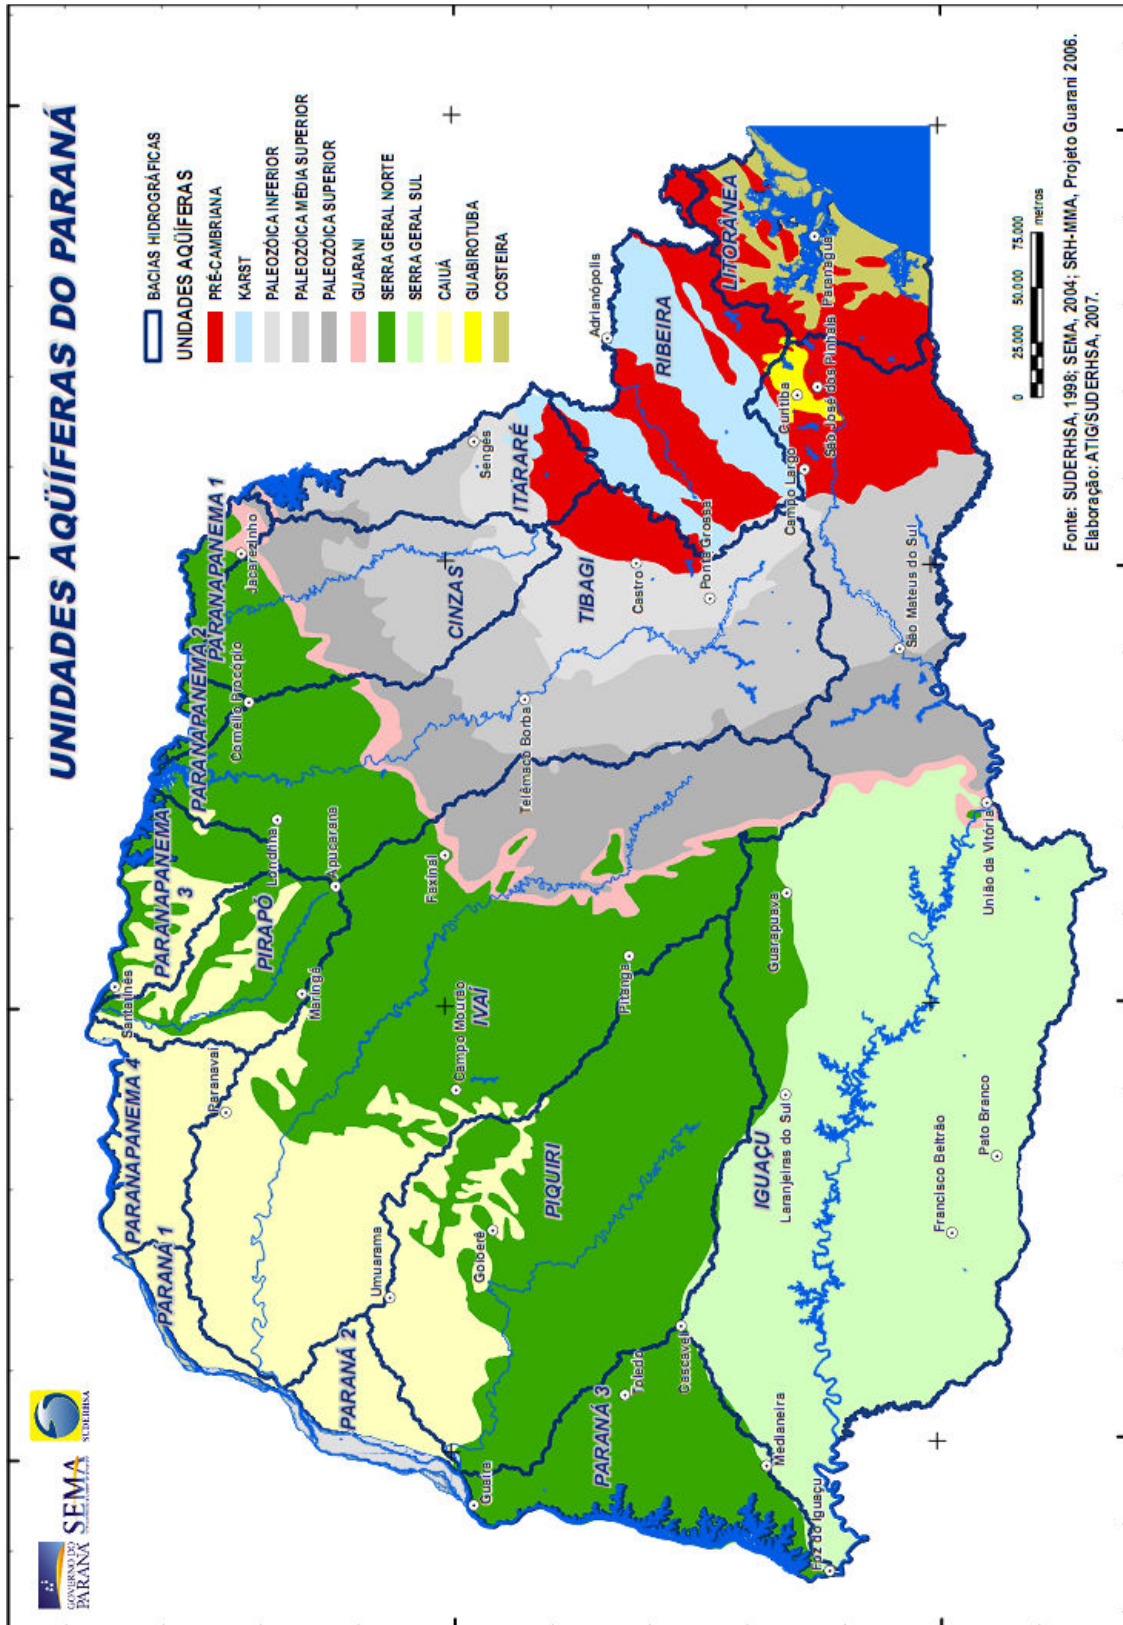 UNIDADES AQÜÍFERAS DO PARANÁ
GOVERNO DO
PARANÁ
SEMA
SUDERHSA
BACIAS HIDROGRÁFICAS
UNIDADES AQÜÍFERAS
PRÉ-CAMBRIANA
KARST
PALEOZÓICA INFERIOR
PALEOZÓICA MÉDIA SUPERIOR
PALEOZÓICA SUPERIOR
GUARANI
SERRA GERAL NORTE
SERRA GERAL SUL
CAIUÁ
GUABIROTUBA
COSTEIRA
PARANAPANEMA 4
PARANAPANEMA
3
PARANAPANEMA 2
PARANAPANEMA 1
Santa Inês
PARANÁ 1
Paranavaí
PIRAPÓ
Maringá
Londrina
Apucarana
Cornélio Procópio
Jacarezinho
PARANÁ 2
Umuarama
Goioerê
Campo Mourão
IVAÍ
Faxinal
CINZAS
Sengés
ITARARÉ
Guaíra
PIQUIRI
Telêmaco Borba
TIBAGI
Castro
Adrianópolis
PARANÁ 3
Toledo
Pitanga
Ponta Grossa
RIBEIRA
Cascavel
LITORÂNEA
Medianeira
IGUAÇU
Laranjeiras do Sul
Guarapuava
Campo Largo
Curitiba
São José dos Pinhais
Paranaguá
Foz do Iguaçu
São Mateus do Sul
Francisco Beltrão
Pato Branco
União da Vitória
0 25.000 50.000 75.000
metros
Fonte: SUDERHSA, 1998; SEMA, 2004; SRH-MMA, Projeto Guarani 2006.
Elaboração: ATIG/SUDERHSA, 2007.